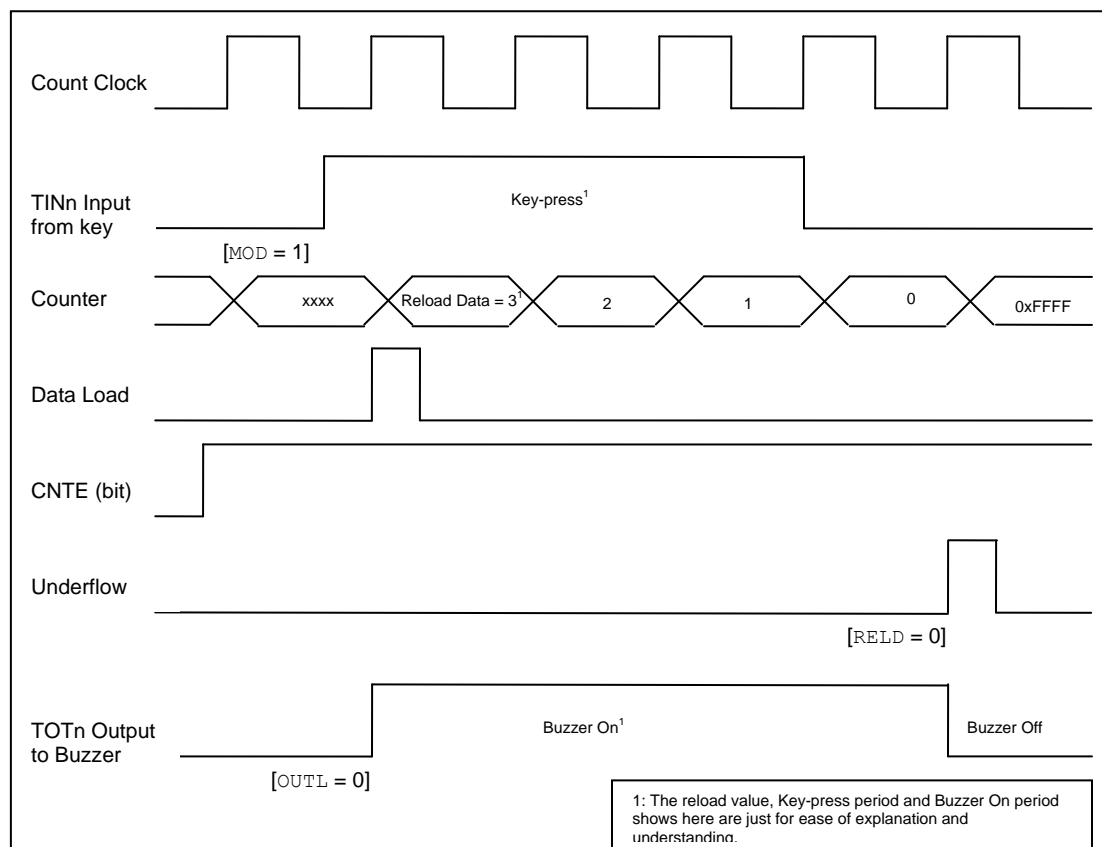 Count Clock
TINn Input
from key
Key-press1
[MOD = 1]
Counter
xxxx
Reload Data = 31
2
1
0
0xFFFF
Data Load
CNTE (bit)
Underflow
[RELD = 0]
TOTn Output
to Buzzer
Buzzer On1
Buzzer Off
[OUTL = 0]
1: The reload value, Key-press period and Buzzer On period
shows here are just for ease of explanation and
understanding.